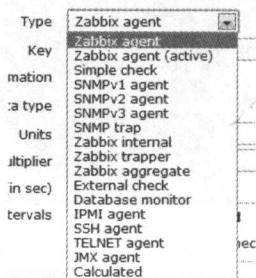 Type Zabbix agent
Zabbix agent
Key Zabbix agent (active)
Simple check
mation SNMPv1 agent
SNMPv2 agent
SNMPv3 agent
ta type SNMP trap
Units Zabbix internal
Zabbix trapper
ultiplier Zabbix aggregate
in sec) External check
Database monitor
tervals IPMI agent
SSH agent
TELNET agent
JMX agent
Calculated